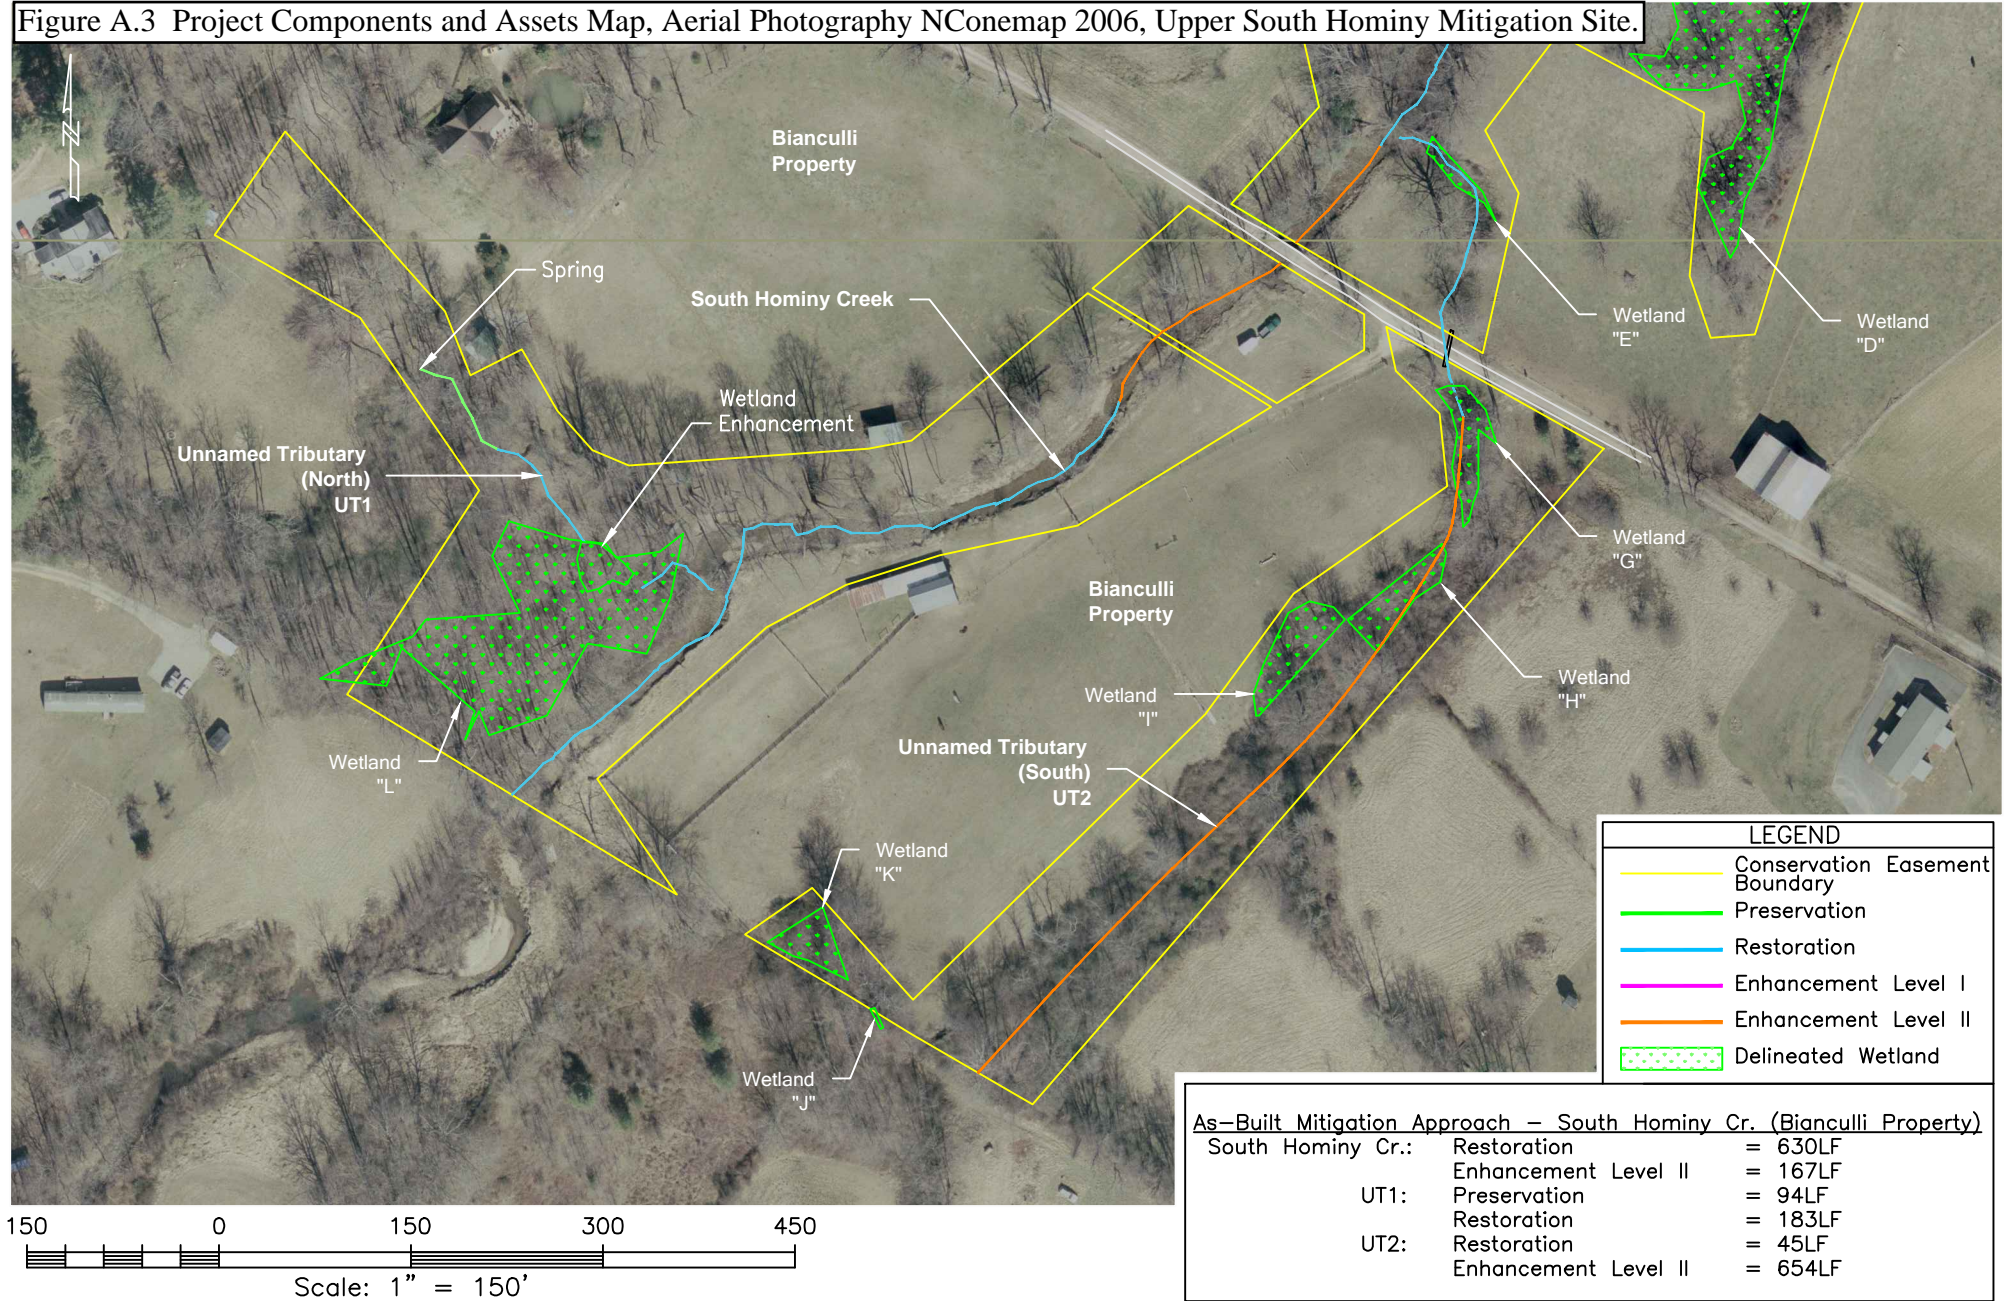 Figure A.3 Project Components and Assets Map, Aerial Photography NConemap 2006, Upper South Hominy Mitigation Site.
N
Bianculli
Property
Spring
South Hominy Creek
Wetland
"E"
Wetland
"D"
Wetland
Enhancement
Unnamed Tributary
(North)
UT1
Wetland
"G"
Bianculli
Property
Wetland
"H"
Wetland
"I"
Unnamed Tributary
(South)
UT2
Wetland
"L"
Wetland
"K"
Wetland
"J"
LEGEND
Conservation Easement
Boundary
Preservation
Restoration
Enhancement Level I
Enhancement Level II
Delineated Wetland
As-Built Mitigation Approach - South Hominy Cr. (Bianculli Property)
South Hominy Cr.: Restoration = 630LF
Enhancement Level II = 167LF
UT1: Preservation = 94LF
Restoration = 183LF
UT2: Restoration = 45LF
Enhancement Level II = 654LF
150 0 150 300 450
Scale: 1" = 150'